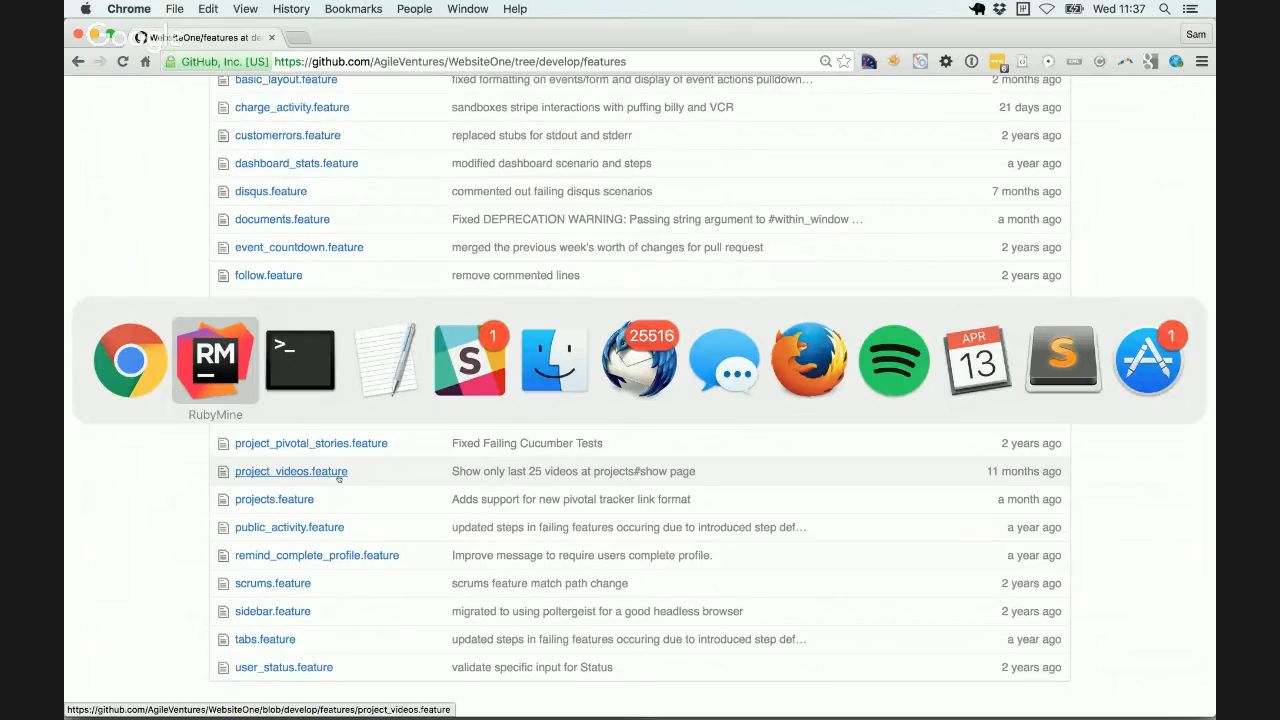 Chrome File Edit View History Bookmarks People Window Help Wed 11:37
Google
WebsiteOne/features at de Sam
GitHub, Inc. [US] https://github.com/AgileVentures/WebsiteOne/tree/develop/features 6
basic_layout.feature fixed formatting on events/form and display of event actions pulldown… 2 months ago
charge_activity.feature sandboxes stripe interactions with puffing billy and VCR 21 days ago
customerrors.feature replaced stubs for stdout and stderr 2 years ago
dashboard_stats.feature modified dashboard scenario and steps a year ago
disqus.feature commented out failing disqus scenarios 7 months ago
documents.feature Fixed DEPRECATION WARNING: Passing string argument to #within_window … a month ago
event_countdown.feature merged the previous week's worth of changes for pull request 2 years ago
follow.feature remove commented lines 2 years ago
1 25516 1
RM >_ S APR 13 S
RubyMine
project_pivotal_stories.feature Fixed Failing Cucumber Tests 2 years ago
project_videos.feature Show only last 25 videos at projects#show page 11 months ago
projects.feature Adds support for new pivotal tracker link format a month ago
public_activity.feature updated steps in failing features occuring due to introduced step def… a year ago
remind_complete_profile.feature Improve message to require users complete profile. a year ago
scrums.feature scrums feature match path change 2 years ago
sidebar.feature migrated to using poltergeist for a good headless browser 2 years ago
tabs.feature updated steps in failing features occuring due to introduced step def… a year ago
user_status.feature validate specific input for Status 2 years ago
https://github.com/AgileVentures/WebsiteOne/blob/develop/features/project_videos.feature